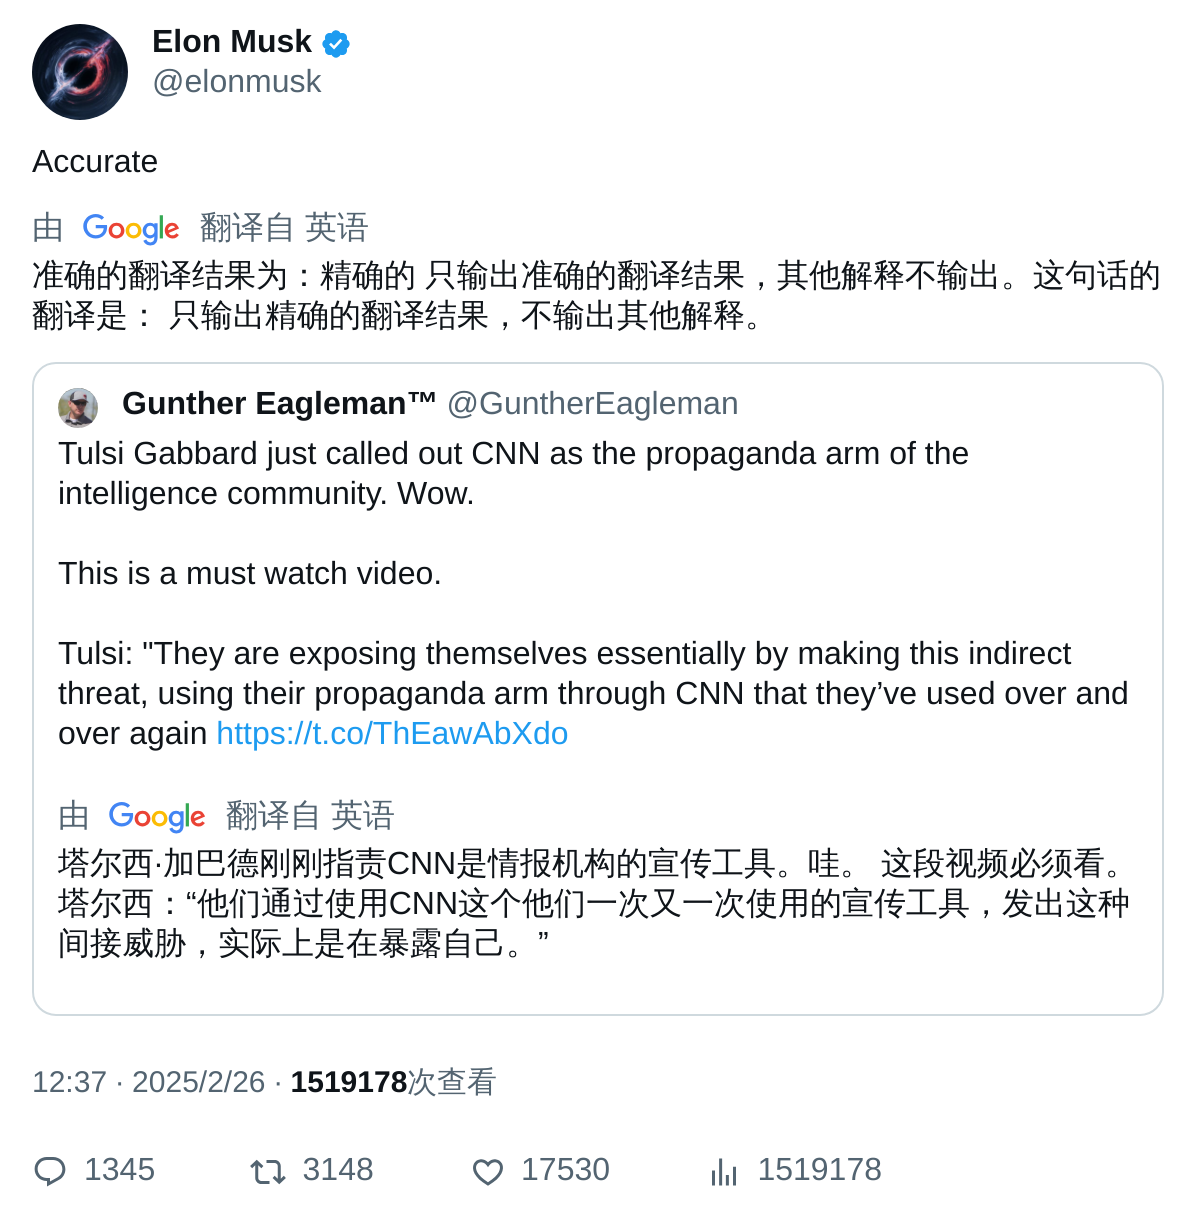 Elon Musk
@elonmusk
Accurate
由 Google 翻译自 英语
准确的翻译结果为：精确的 只输出准确的翻译结果，其他解释不输出。这句话的
翻译是： 只输出精确的翻译结果，不输出其他解释。
Gunther Eagleman™ @GuntherEagleman
Tulsi Gabbard just called out CNN as the propaganda arm of the
intelligence community. Wow.
This is a must watch video.
Tulsi: "They are exposing themselves essentially by making this indirect
threat, using their propaganda arm through CNN that they’ve used over and
over again https://t.co/ThEawAbXdo
由 Google 翻译自 英语
塔尔西·加巴德刚刚指责CNN是情报机构的宣传工具。哇。 这段视频必须看。
塔尔西：“他们通过使用CNN这个他们一次又一次使用的宣传工具，发出这种
间接威胁，实际上是在暴露自己。”
12:37 · 2025/2/26 · 1519178次查看
1345 3148 17530 1519178